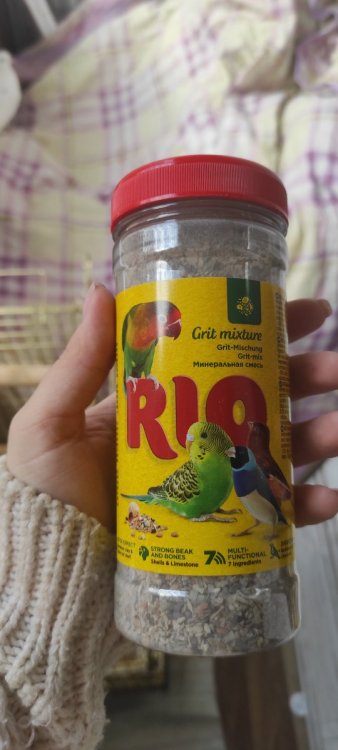 Grit mixture
Grit-Mischung
Grit-mix
Минеральная смесь
RIO
STRONG BEAK
AND BONES
Shells & Limestone
7
MULTI-
FUNCTIONAL
7 ingredients